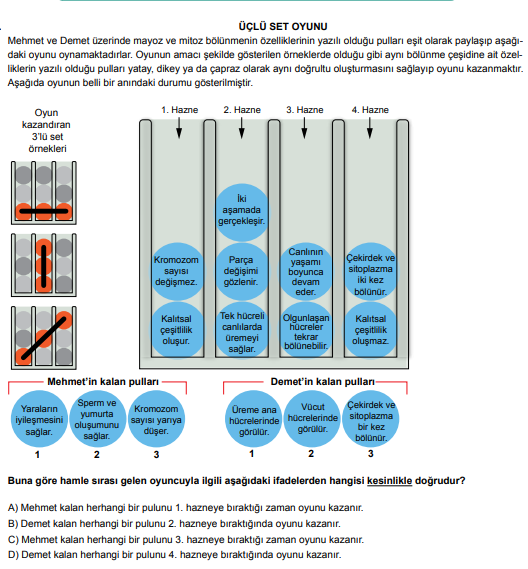 ÜÇLÜ SET OYUNU
Mehmet ve Demet üzerinde mayoz ve mitoz bölünmenin özelliklerinin yazılı olduğu pulları eşit olarak paylaşıp aşağı-
daki oyunu oynamaktadırlar. Oyunun amacı şekilde gösterilen örneklerde olduğu gibi aynı bölünme çeşidine ait özel-
liklerin yazılı olduğu pulları yatay, dikey ya da çapraz olarak aynı doğrultu oluşturmasını sağlayıp oyunu kazanmaktır.
Aşağıda oyunun belli bir anındaki durumu gösterilmiştir.
Oyun
kazandıran
3'lü set
örnekleri
1. Hazne
2. Hazne
3. Hazne
4. Hazne
İki
aşamada
gerçekleşir.
Kromozom
sayısı
değişmez.
Parça
değişimi
gözlenir.
Canlının
yaşamı
boyunca
devam
eder.
Çekirdek ve
sitoplazma
iki kez
bölünür.
Kalıtsal
çeşitlilik
oluşur.
Tek hücreli
canlılarda
üremeyi
sağlar.
Olgunlaşan
hücreler
tekrar
bölünebilir.
Kalıtsal
çeşitlilik
oluşmaz.
Mehmet'in kalan pulları
Yaraların
iyileşmesini
sağlar.
Sperm ve
yumurta
oluşumunu
sağlar.
Kromozom
sayısı yarıya
düşer.
1
2
3
Demet'in kalan pulları
Üreme ana
hücrelerinde
görülür.
Vücut
hücrelerinde
görülür.
Çekirdek ve
sitoplazma
bir kez
bölünür.
1
2
3
Buna göre hamle sırası gelen oyuncuyla ilgili aşağıdaki ifadelerden hangisi kesinlikle doğrudur?
A) Mehmet kalan herhangi bir pulunu 1. hazneye bıraktığı zaman oyunu kazanır.
B) Demet kalan herhangi bir pulunu 2. hazneye bıraktığında oyunu kazanır.
C) Mehmet kalan herhangi bir pulunu 3. hazneye bıraktığı zaman oyunu kazanır.
D) Demet kalan herhangi bir pulunu 4. hazneye bıraktığında oyunu kazanır.